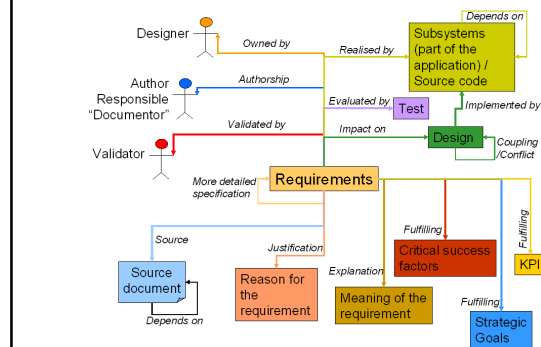 Designer
Owned by
Depends on
Realised by
Subsystems
(part of the
application) /
Source code
Author
Responsible
"Documentor"
Authorship
Evaluated by
Test
Implemented by
Validated by
Validator
Impact on
Design
Coupling
/Conflict
Requirements
More detailed
specification
Source
Justification
Fulfilling
Fulfilling
Critical success
factors
KPI
Source
document
Depends on
Reason for
the
requirement
Explanation
Meaning of the
requirement
Fulfilling
Strategic
Goals